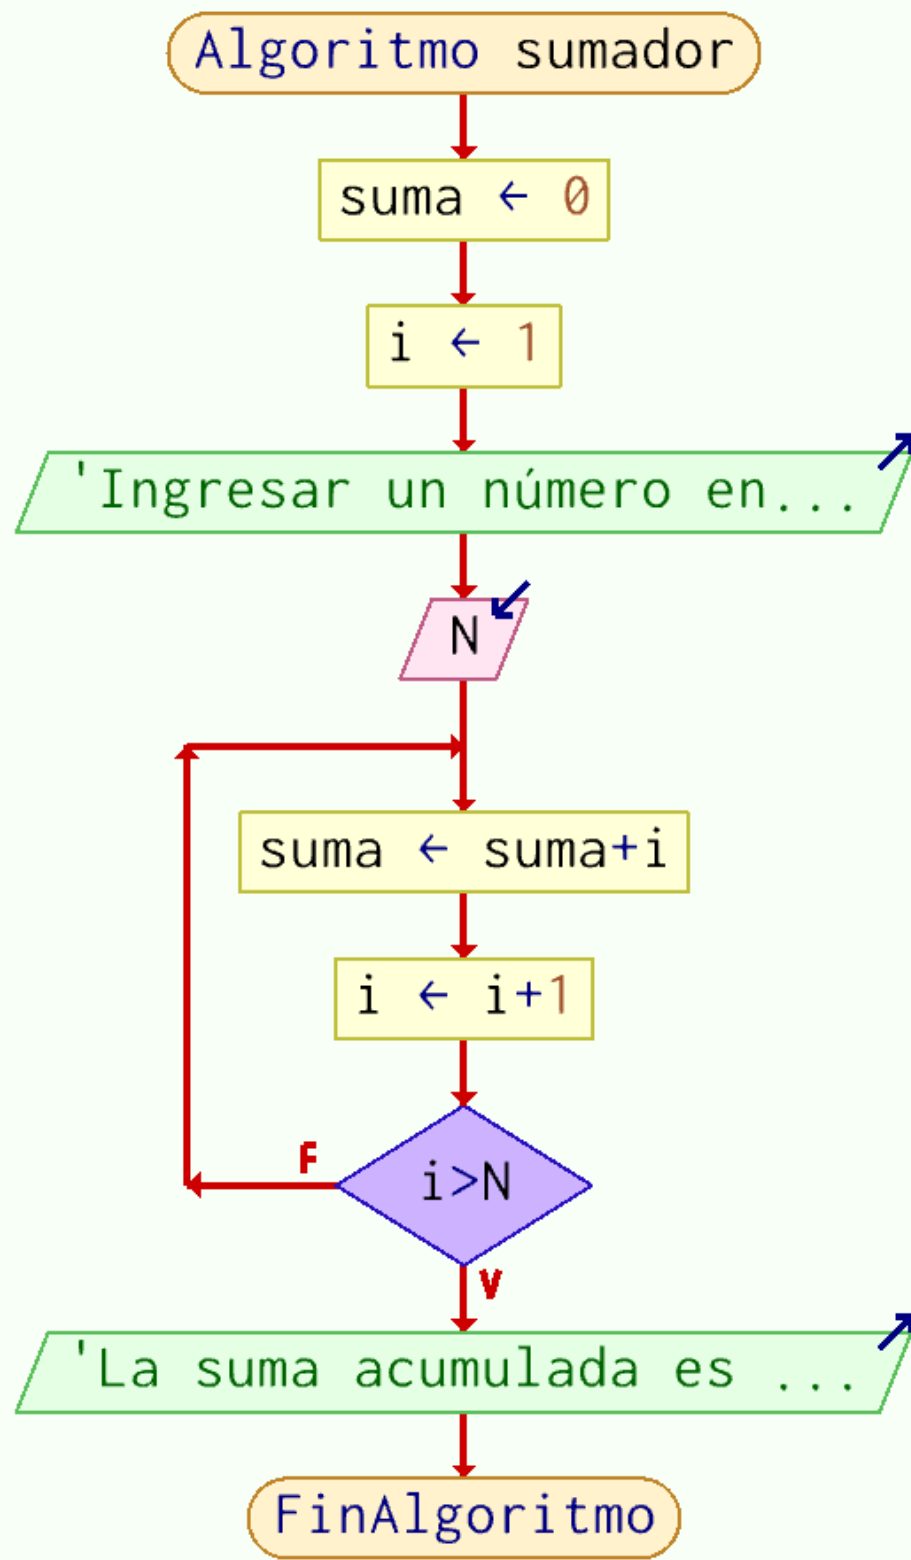 Algoritmo sumador
suma ← 0
i ← 1
'Ingresar un número en...
N
suma ← suma+i
i ← i+1
F
i>N
V
'La suma acumulada es ...
FinAlgoritmo